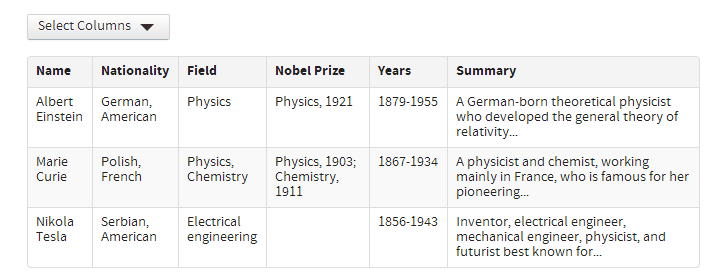 Select Columns
Name Nationality Field Nobel Prize Years Summary
Albert German, Physics Physics, 1921 1879-1955 A German-born theoretical physicist
Einstein American who developed the general theory of
relativity...
Marie Polish, Physics, Physics, 1903; 1867-1934 A physicist and chemist, working
Curie French Chemistry Chemistry, mainly in France, who is famous for her
1911 pioneering...
Nikola Serbian, Electrical 1856-1943 Inventor, electrical engineer,
Tesla American engineering mechanical engineer, physicist, and
futurist best known for...